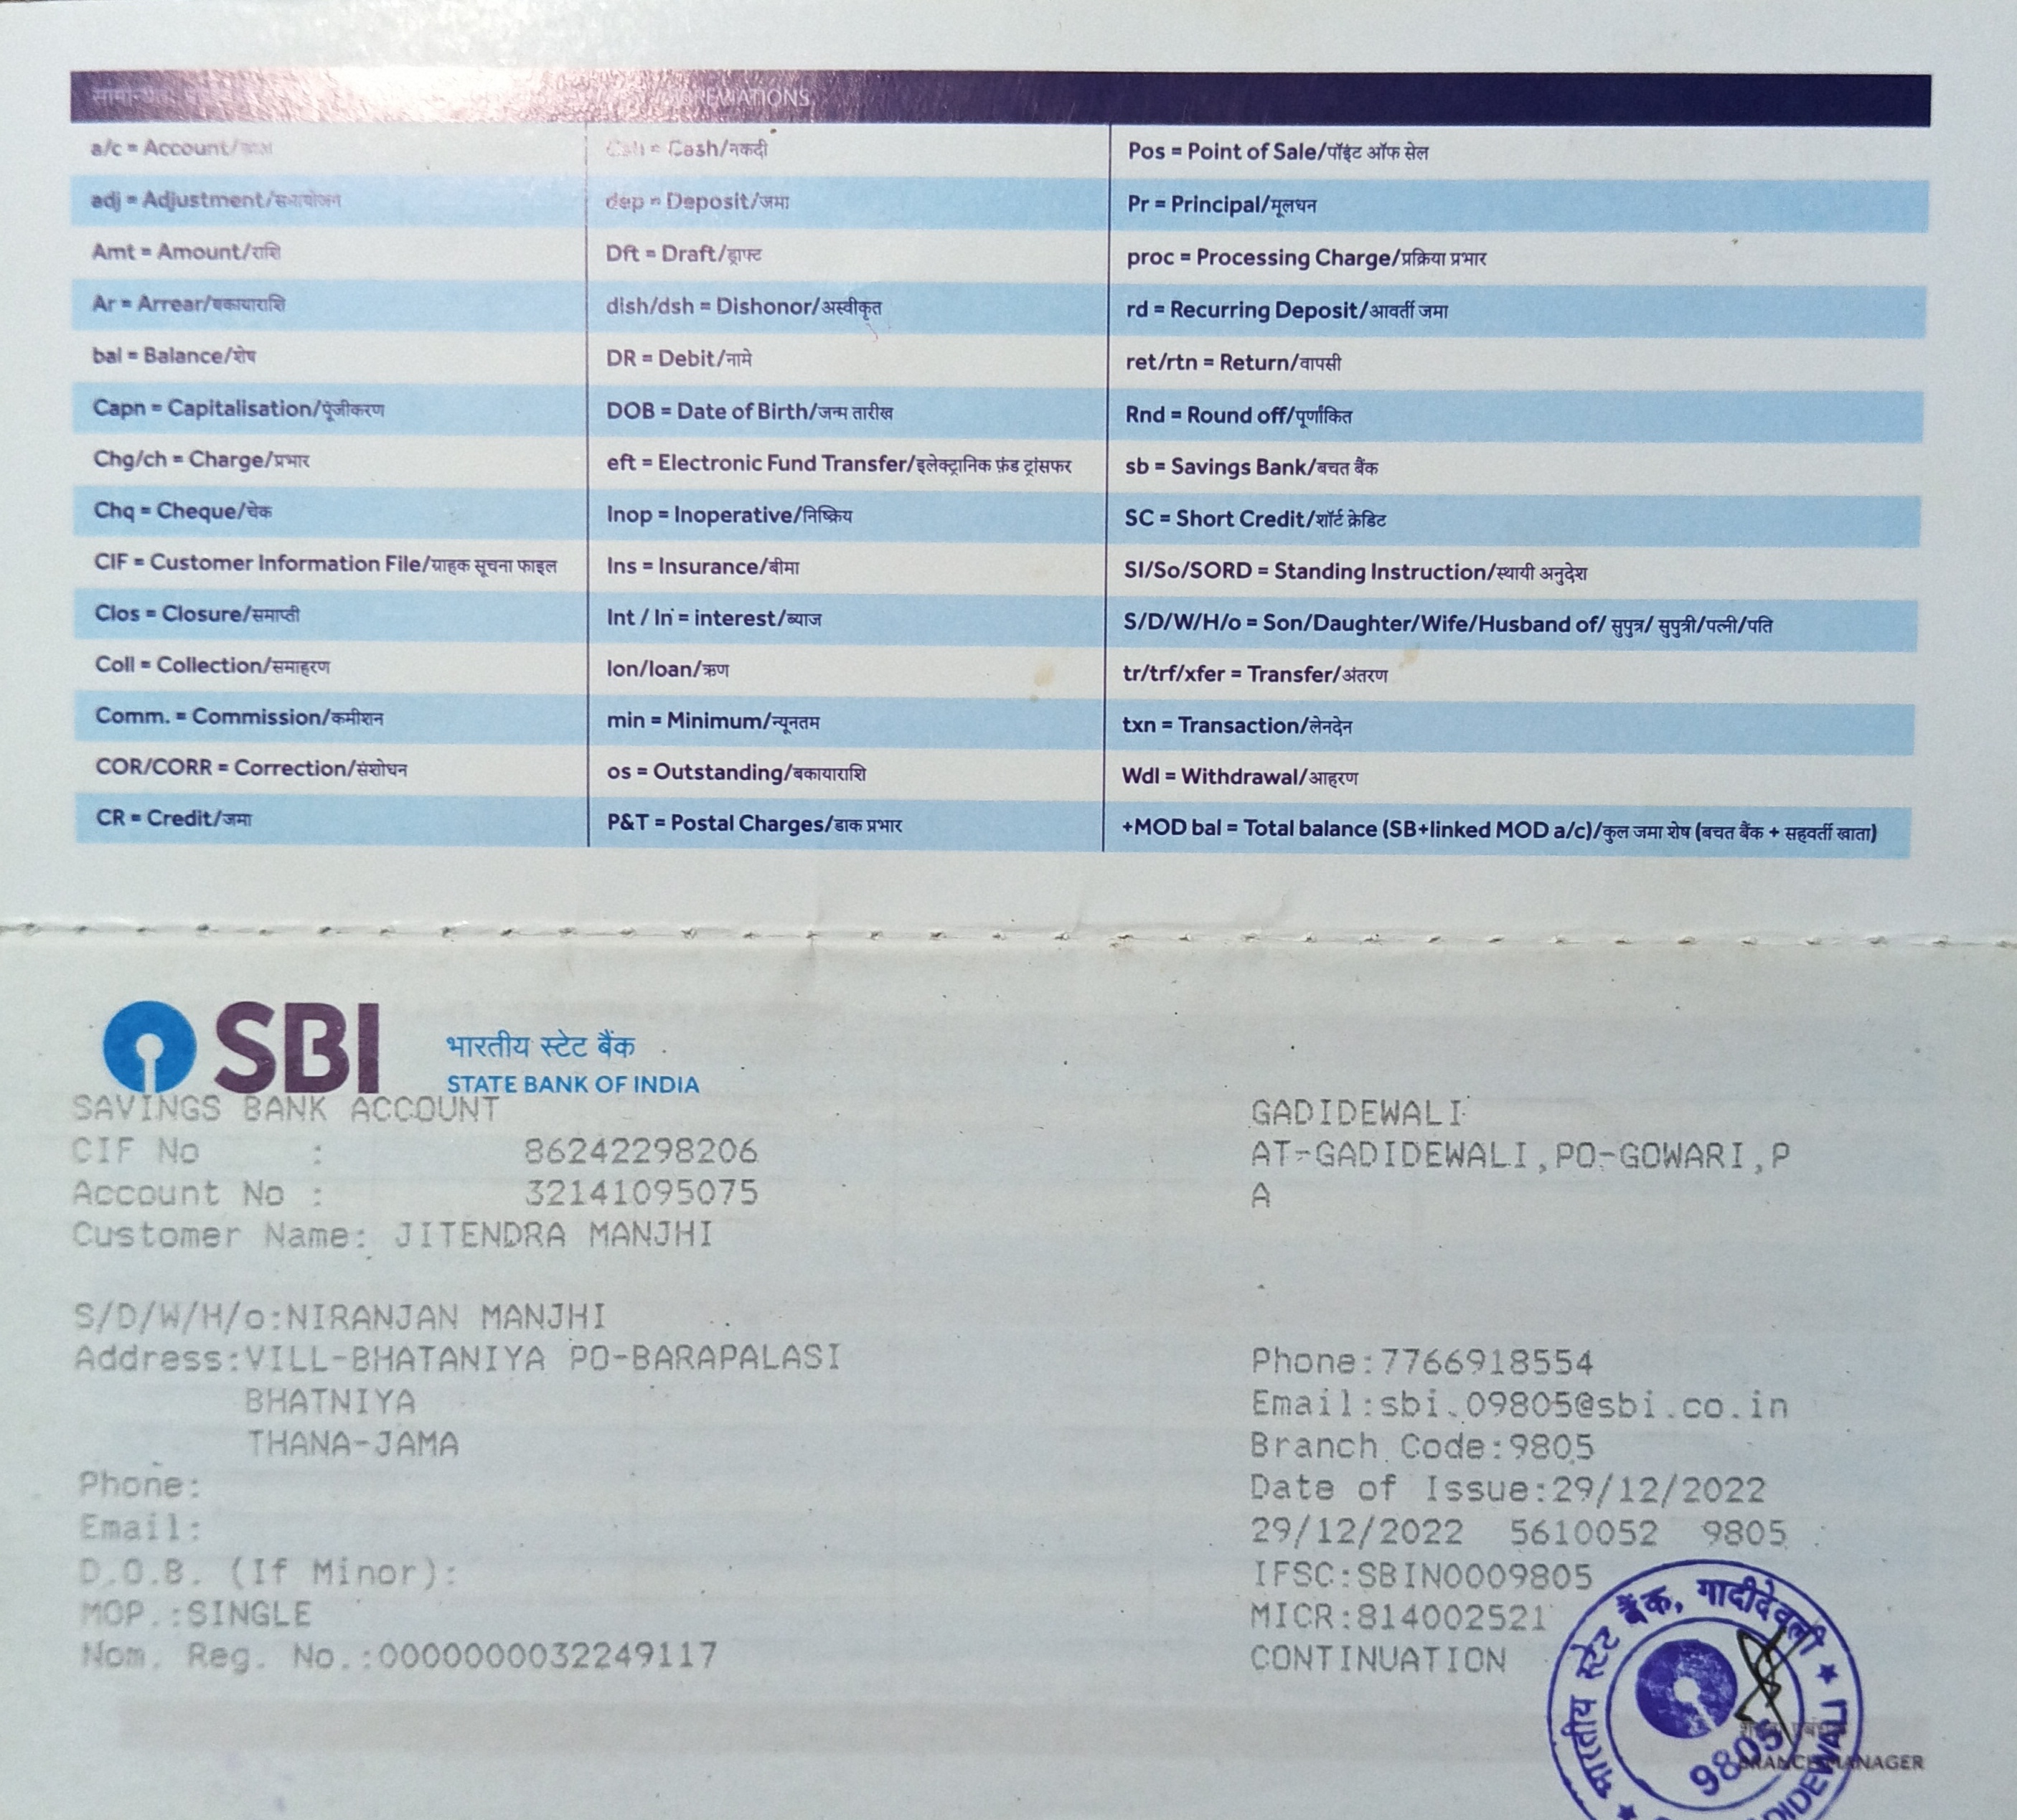 a/c = Account/
adj = Adjustment/समायोजन
Amt = Amount/राशि
Ar = Arrear/बकायाराशि
bal = Balance/शेष
Capn = Capitalisation/पूंजीकरण
Chg/ch = Charge/प्रभार
Chq = Cheque/चेक
CIF = Customer Information File/ग्राहक सूचना फाइल
Clos = Closure/समाप्ती
Coll = Collection/समाहरण
Comm. = Commission/कमीशन
COR/CORR = Correction/संशोधन
CR = Credit/जमा
= Cash/नकदी
dep = Deposit/जमा
Dft = Draft/ड्राफ्ट
dish/dsh = Dishonor/अस्वीकृत
DR = Debit/नामे
DOB = Date of Birth/जन्म तारीख
eft = Electronic Fund Transfer/इलेक्ट्रानिक फ़ंड ट्रांसफर
Inop = Inoperative/निष्क्रिय
Ins = Insurance/बीमा
Int / In = interest/ब्याज
lon/loan/ऋण
min = Minimum/न्यूनतम
os = Outstanding/बकायाराशि
P&T = Postal Charges/डाक प्रभार
Pos = Point of Sale/पॉइंट ऑफ सेल
Pr = Principal/मूलधन
proc = Processing Charge/प्रक्रिया प्रभार
rd = Recurring Deposit/आवर्ती जमा
ret/rtn = Return/वापसी
Rnd = Round off/पूर्णांकित
sb = Savings Bank/बचत बैंक
SC = Short Credit/शॉर्ट क्रेडिट
SI/So/SORD = Standing Instruction/स्थायी अनुदेश
S/D/W/H/o = Son/Daughter/Wife/Husband of/ सुपुत्र/ सुपुत्री/पत्नी/पति
tr/trf/xfer = Transfer/अंतरण
txn = Transaction/लेनदेन
Wdl = Withdrawal/आहरण
+MOD bal = Total balance (SB+linked MOD a/c)/कुल जमा शेष (बचत बैंक + सहवर्ती खाता)
SBI
भारतीय स्टेट बैंक
STATE BANK OF INDIA
SAVINGS BANK ACCOUNT
CIF No : 86242298206
Account No : 32141095075
Customer Name: JITENDRA MANJHI
S/D/W/H/o:NIRANJAN MANJHI
Address:VILL-BHATANIYA PO-BARAPALASI
BHATNIYA
THANA-JAMA
Phone:
Email:
D.O.B. (If Minor):
MOP.:SINGLE
Nom. Reg. No.:0000000032249117
GADIDEWALI
AT-GADIDEWALI,PO-GOWARI,P
A
Phone:7766918554
Email:sbi.09805@sbi.co.in
Branch Code:9805
Date of Issue:29/12/2022
29/12/2022 5610052 9805
IFSC:SBIN0009805
MICR:814002521
CONTINUATION
भारतीय स्टेट बैंक, गादीदेवली
9805
GADIDEWALI
BRANCH MANAGER